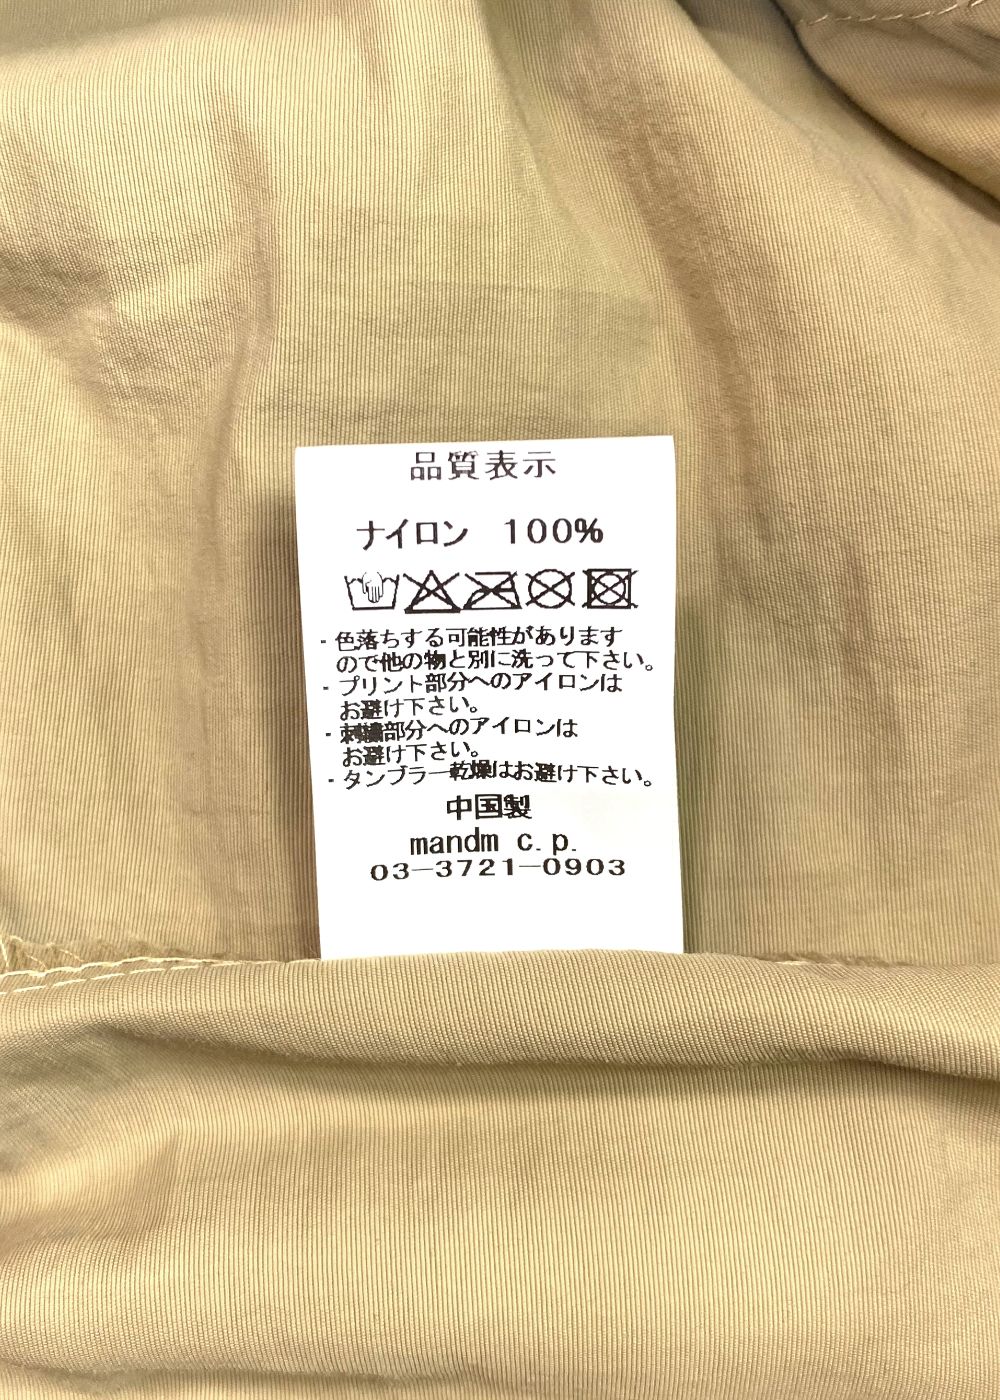 品質表示
ナイロン 100%
・色落ちする可能性があります
ので他の物と別に洗って下さい。
・プリント部分へのアイロンは
お避け下さい。
・刺繍部分へのアイロンは
お避け下さい。
・タンブラー乾燥はお避け下さい。
中国製
mandm c.p.
03-3721-0903